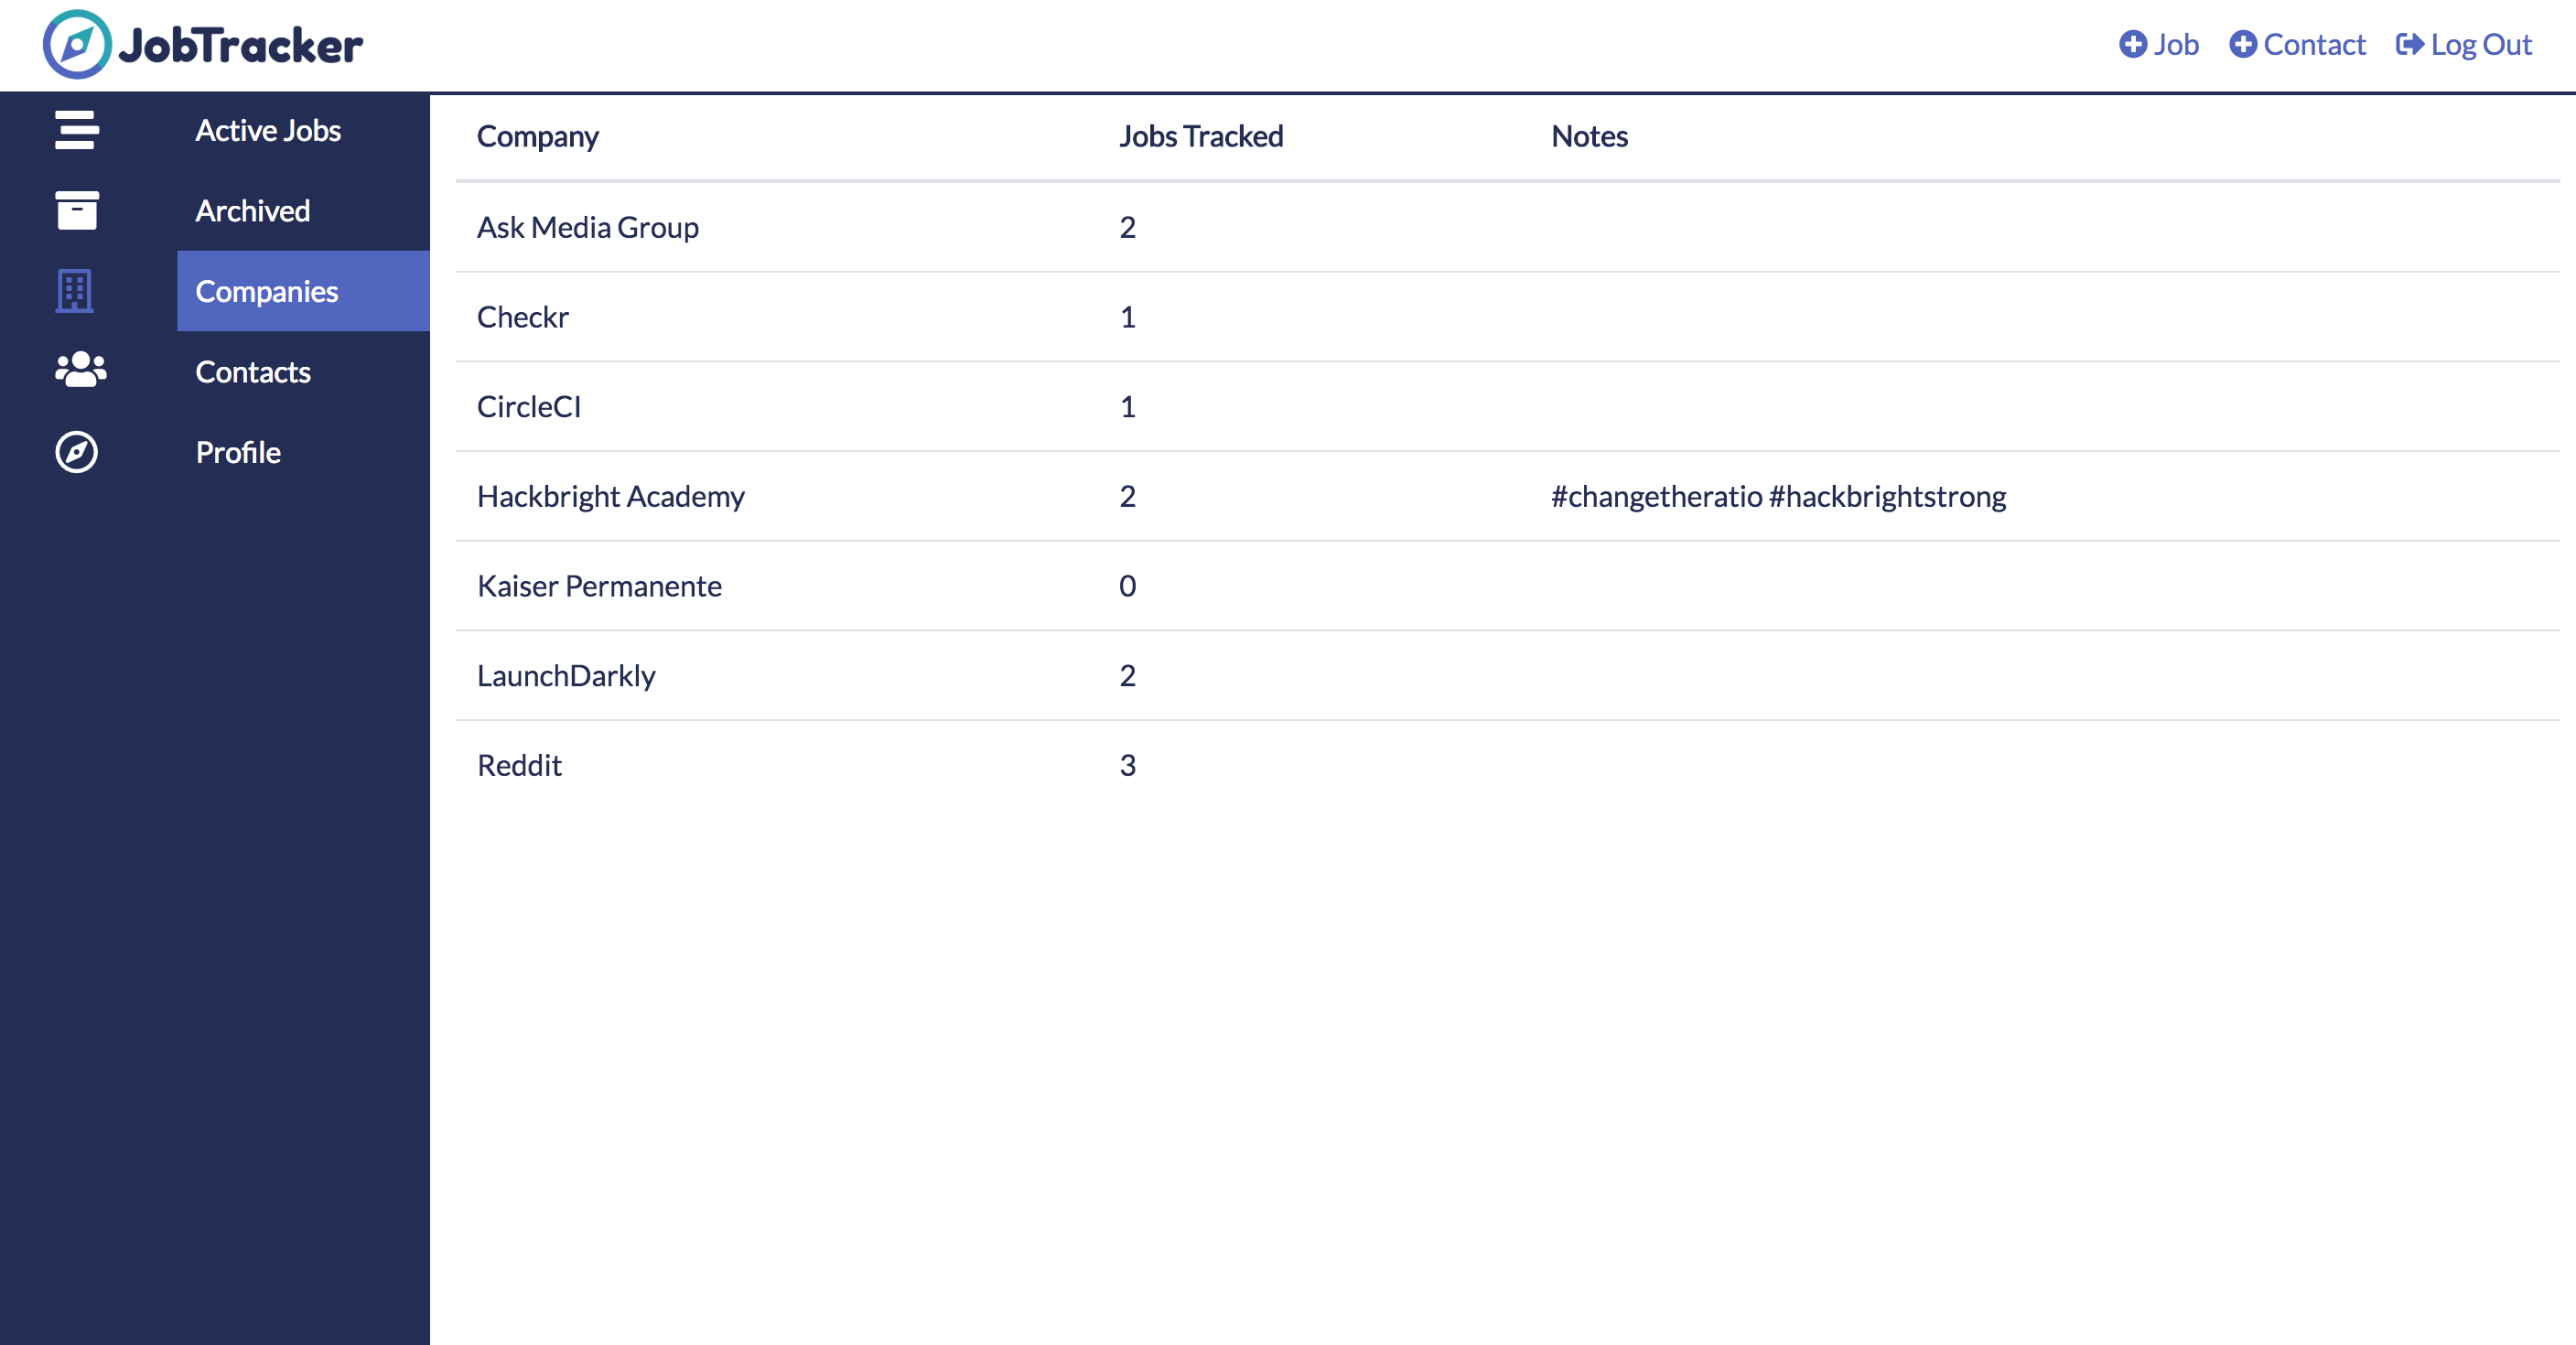 JobTracker
Job Contact Log Out
Active Jobs
Archived
Companies
Contacts
Profile
Company Jobs Tracked Notes
Ask Media Group 2
Checkr 1
CircleCI 1
Hackbright Academy 2 #changetheratio #hackbrightstrong
Kaiser Permanente 0
LaunchDarkly 2
Reddit 3